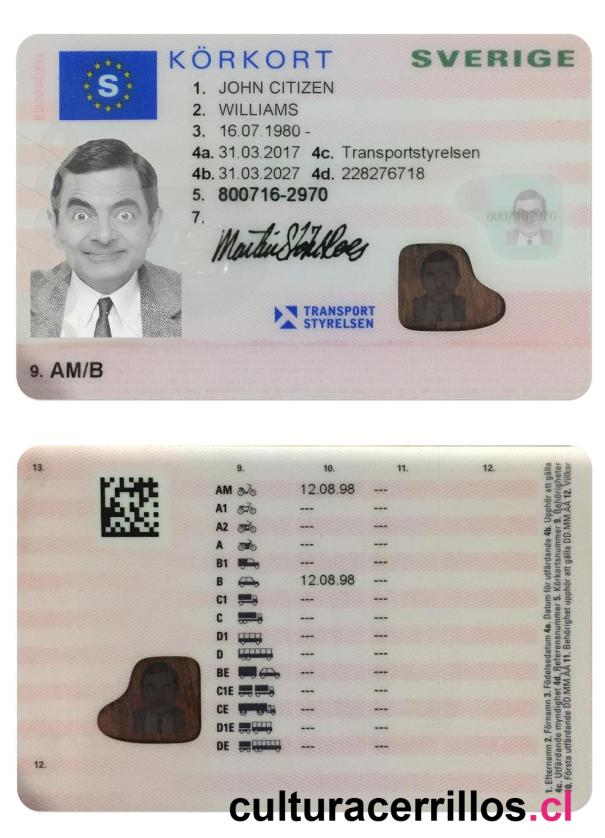 EU-MODELL
S
KÖRKORT SVERIGE
1. JOHN CITIZEN
2. WILLIAMS
3. 16.07.1980 -
4a. 31.03.2017 4c. Transportstyrelsen
4b. 31.03.2027 4d. 228276718
5. 800716-2970
7.
800716-2970
TRANSPORT
STYRELSEN
9. AM/B
13. 9. 10. 11. 12.
AM 12.08.98 ---
A1 --- ---
A2 --- ---
A --- ---
B1 --- ---
B 12.08.98 ---
C1 --- ---
C --- ---
D1 --- ---
D --- ---
BE --- ---
C1E --- ---
CE --- ---
D1E --- ---
DE --- ---
12.
1. Efternamn 2. Förnamn 3. Födelsedatum 4a. Datum för utfärdande 4b. Upphör att gälla
4c. Utfärdande myndighet 4d. Referensnummer 5. Körkortsnummer 9. Behörigheter
10. Första utfärdande DD.MM.ÅÅ 11. Behörighet upphör att gälla DD.MM.ÅÅ 12. Villkor
culturacerrillos.cl